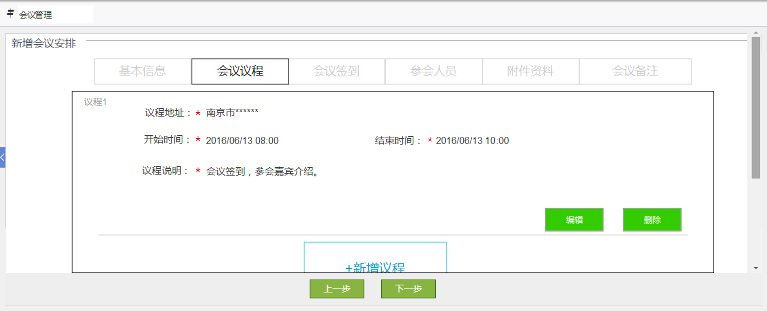 会议管理
新增会议安排
基本信息 会议议程 会议签到 参会人员 附件资料 会议备注
议程1
议程地址： * 南京市******
开始时间： * 2016/06/13 08:00 结束时间： * 2016/06/13 10:00
议程说明： * 会议签到，参会嘉宾介绍。
编辑 删除
+新增议程
上一步 下一步